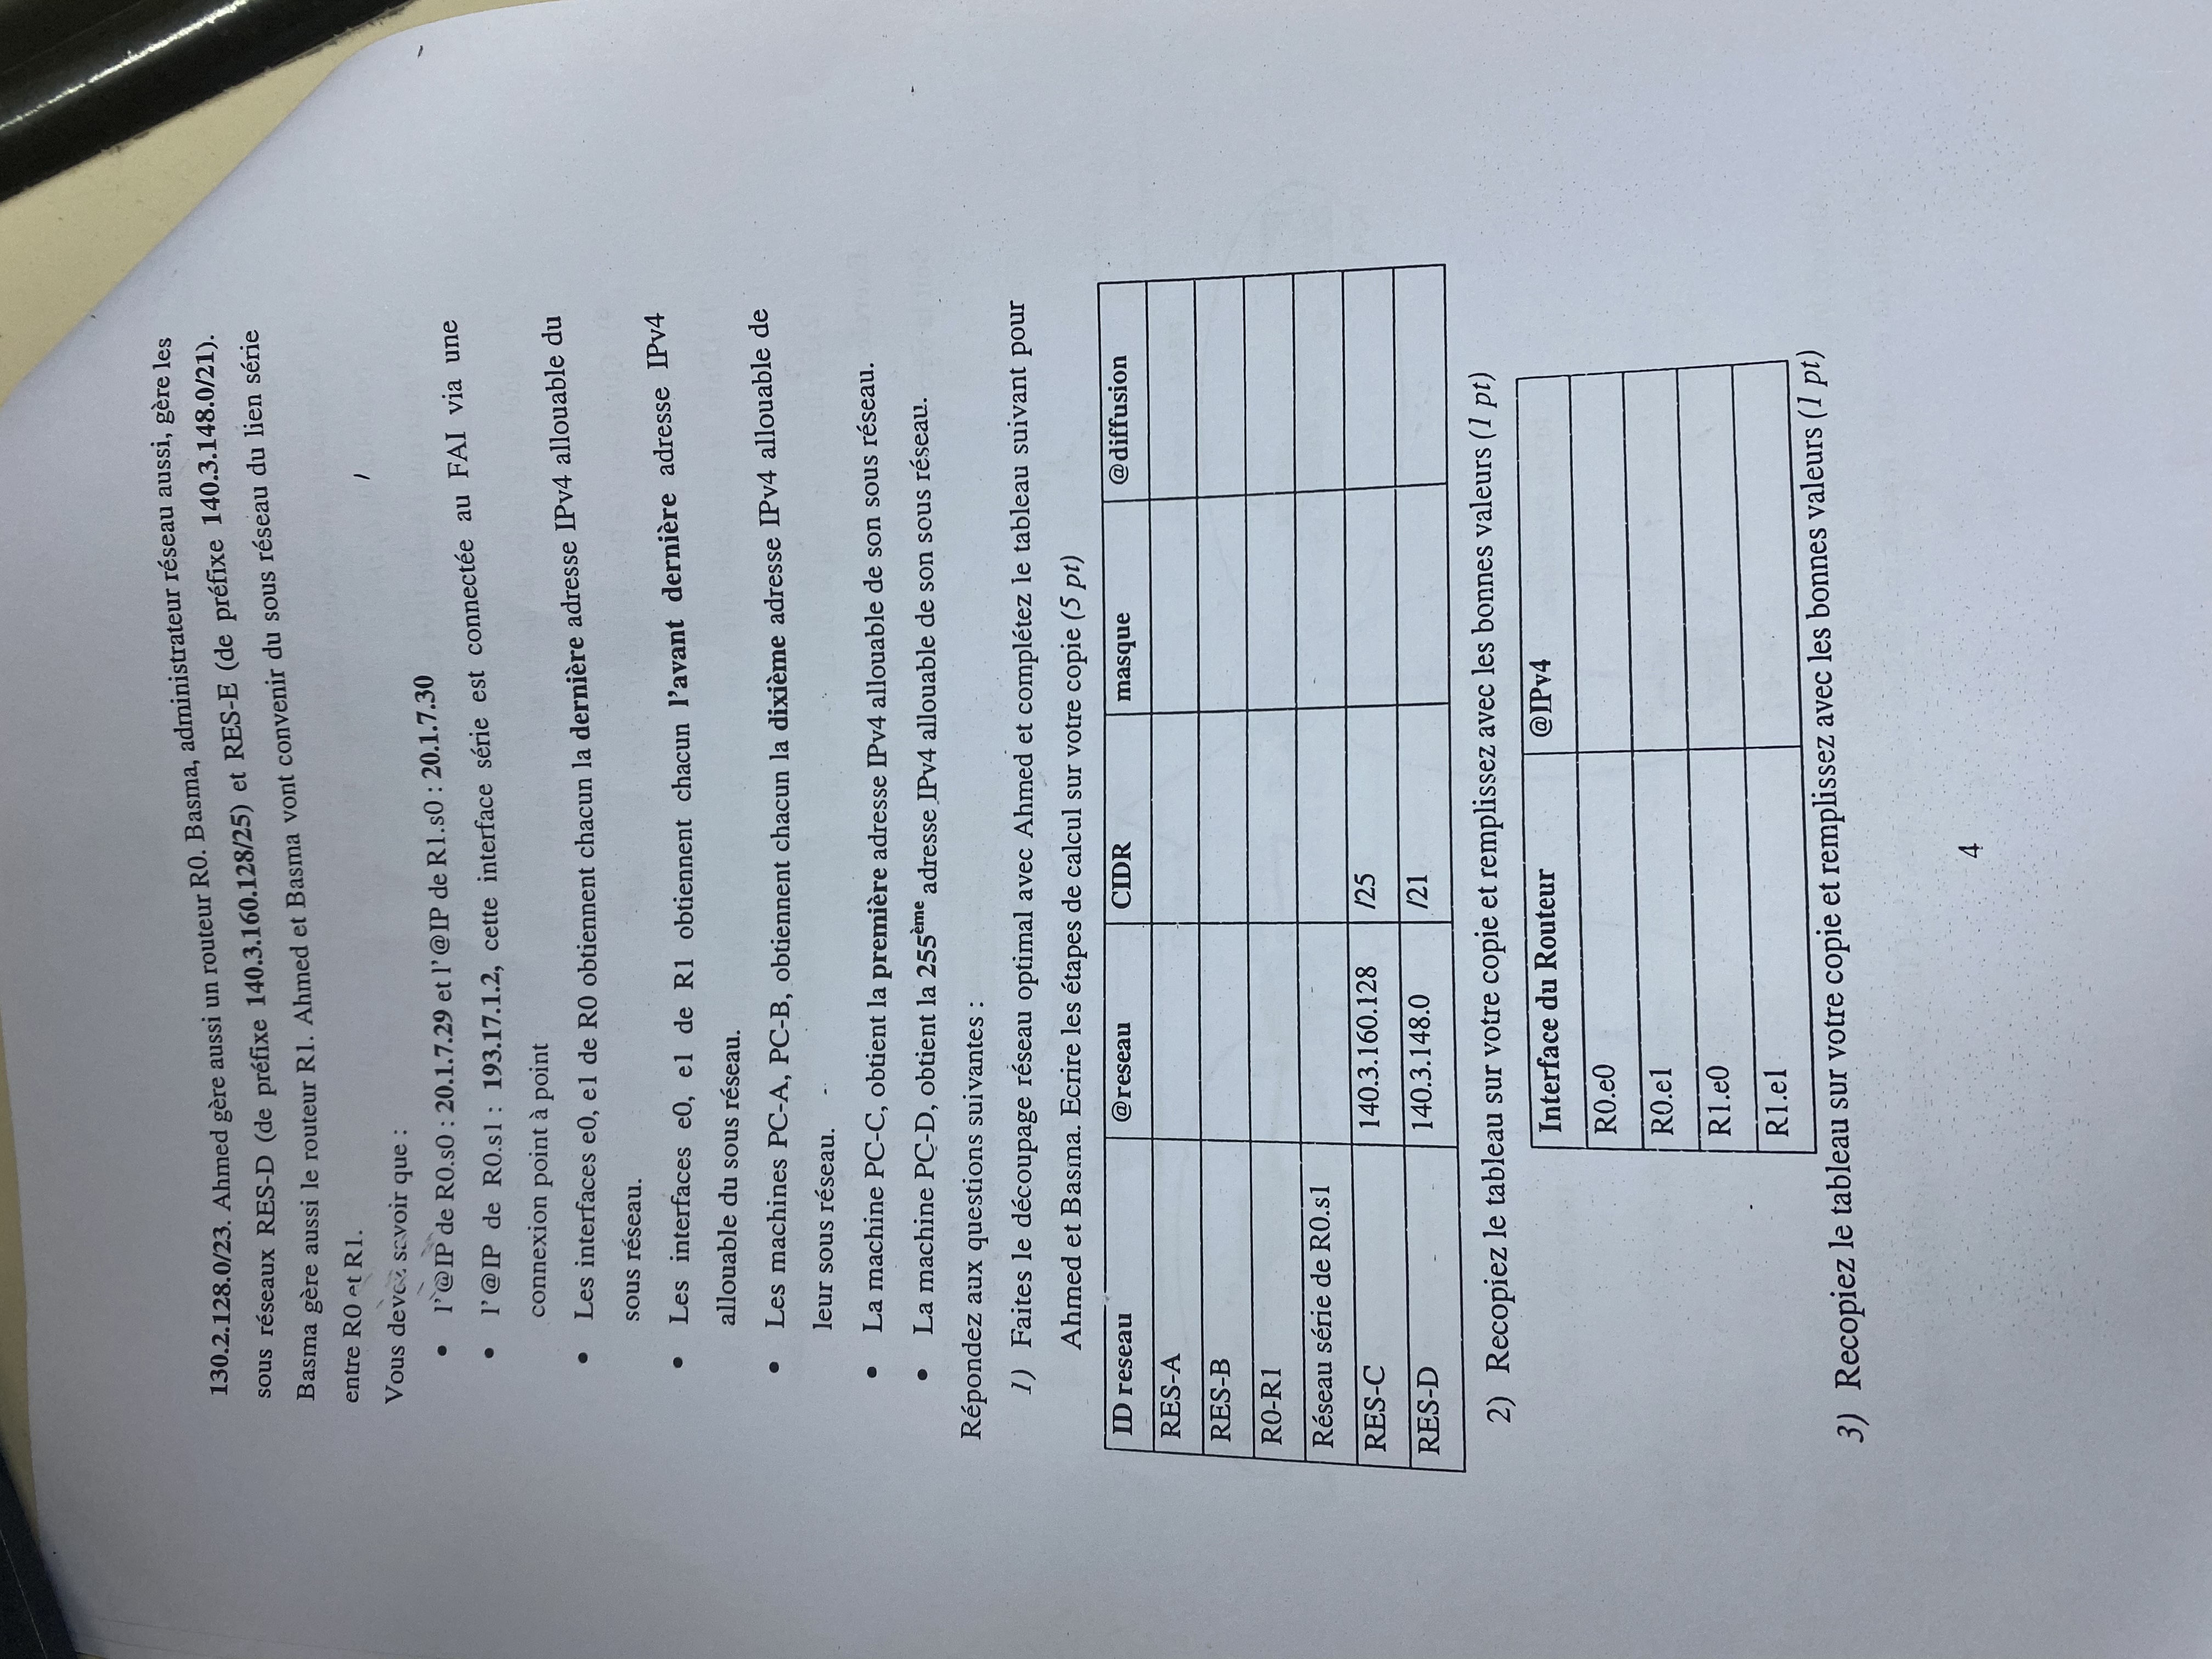 130.2.128.0/23. Ahmed gère aussi un routeur R0. Basma, administrateur réseau aussi, gère les
sous réseaux RES-D (de préfixe 140.3.160.128/25) et RES-E (de préfixe 140.3.148.0/21).
Basma gère aussi le routeur R1. Ahmed et Basma vont convenir du sous réseau du lien série
entre R0 et R1.
Vous devez savoir que :
• l'@IP de R0.s0 : 20.1.7.29 et l'@IP de R1.s0 : 20.1.7.30
• l'@IP de R0.s1 : 193.17.1.2, cette interface série est connectée au FAI via une
connexion point à point
• Les interfaces e0, e1 de R0 obtiennent chacun la dernière adresse IPv4 allouable du
sous réseau.
• Les interfaces e0, e1 de R1 obtiennent chacun l'avant dernière adresse IPv4
allouable du sous réseau.
• Les machines PC-A, PC-B, obtiennent chacun la dixième adresse IPv4 allouable de
leur sous réseau.
• La machine PC-C, obtient la première adresse IPv4 allouable de son sous réseau.
• La machine PC-D, obtient la 255ème adresse IPv4 allouable de son sous réseau.
Répondez aux questions suivantes :
1) Faites le découpage réseau optimal avec Ahmed et complétez le tableau suivant pour
Ahmed et Basma. Ecrire les étapes de calcul sur votre copie (5 pt)
ID reseau @reseau CIDR masque @diffusion
RES-A
RES-B
R0-R1
Réseau série de R0.s1
RES-C 140.3.160.128 /25
RES-D 140.3.148.0 /21
2) Recopiez le tableau sur votre copie et remplissez avec les bonnes valeurs (1 pt)
Interface du Routeur @IPv4
R0.e0
R0.e1
R1.e0
R1.e1
3) Recopiez le tableau sur votre copie et remplissez avec les bonnes valeurs (1 pt)
4